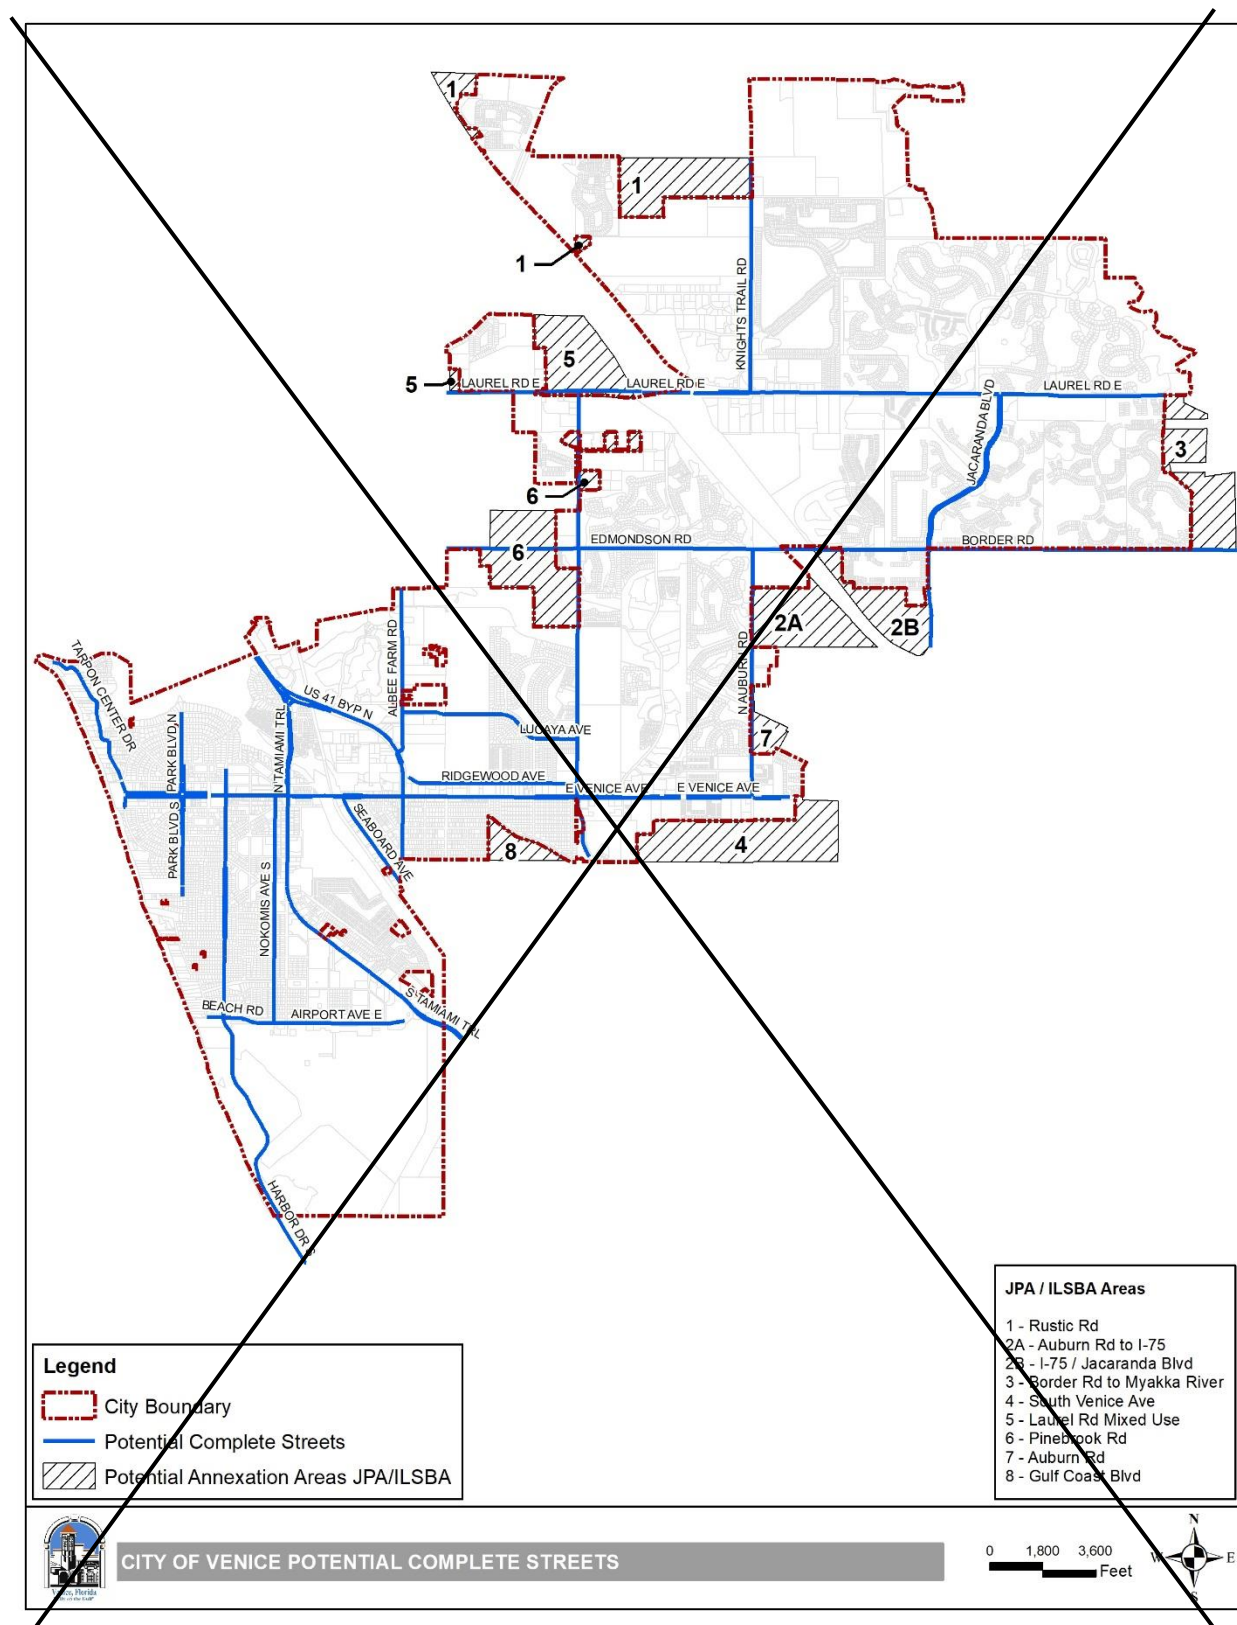 1
1
1
KNIGHTS TRAIL RD
5
5
LAUREL RD E
LAUREL RD E
LAUREL RD E
JACARANDA BLVD
3
6
6
EDMONDSON RD
BORDER RD
2A
2B
ALBEE FARM RD
N AUBURN RD
TARPON CENTER DR
US 41 BYP N
N TAMIAMI TRL
PARK BLVD N
LUCAYA AVE
7
RIDGEWOOD AVE
E VENICE AVE
E VENICE AVE
PARK BLVD S
SEABOARD AVE
8
4
NOKOMIS AVE S
BEACH RD
AIRPORT AVE E
S TAMIAMI TRL
HARBOR DR S
JPA / ILSBA Areas
1 - Rustic Rd
2A - Auburn Rd to I-75
2B - I-75 / Jacaranda Blvd
3 - Border Rd to Myakka River
4 - South Venice Ave
5 - Laurel Rd Mixed Use
6 - Pinebrook Rd
7 - Auburn Rd
8 - Gulf Coast Blvd
Legend
City Boundary
Potential Complete Streets
Potential Annexation Areas JPA/ILSBA
Venice, Florida
CITY OF VENICE POTENTIAL COMPLETE STREETS
0 1,800 3,600
Feet
N
W E
S